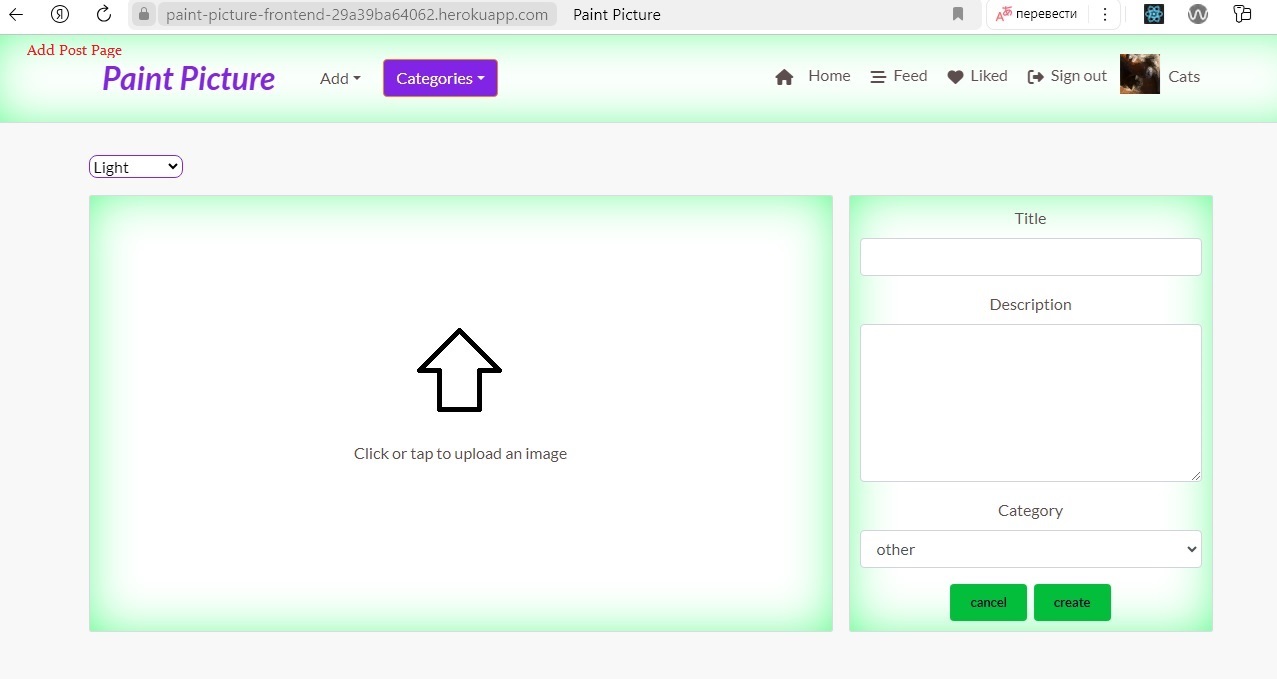 Я
paint-picture-frontend-29a39ba64062.herokuapp.com Paint Picture
перевести
Add Post Page
Paint Picture Add Categories Home Feed Liked Sign out Cats
Light
Click or tap to upload an image
Title
Description
Category
other
cancel create